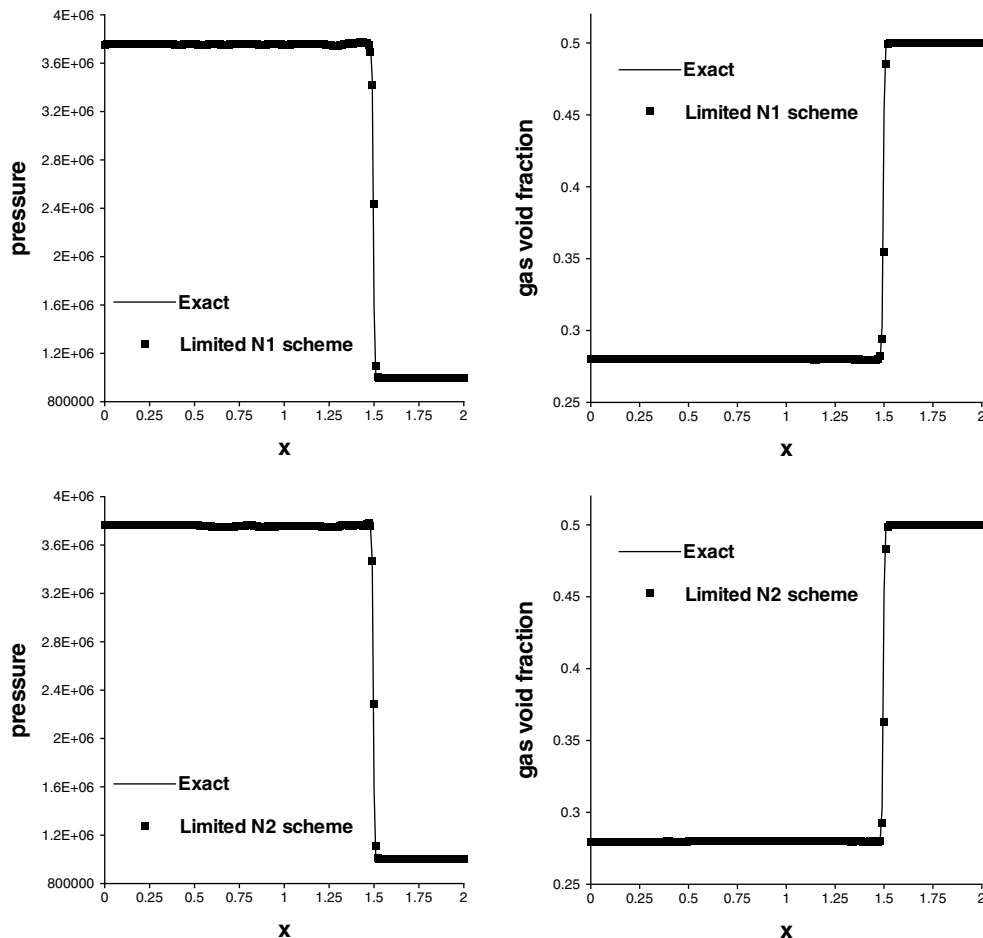 4E+06
3.6E+06
3.2E+06
2.8E+06
2.4E+06
2E+06
1.6E+06
1.2E+06
800000
pressure
Exact
Limited N1 scheme
0 0.25 0.5 0.75 1 1.25 1.5 1.75 2
x
0.5
0.45
0.4
0.35
0.3
0.25
gas void fraction
Exact
Limited N1 scheme
0 0.25 0.5 0.75 1 1.25 1.5 1.75 2
x
4E+06
3.6E+06
3.2E+06
2.8E+06
2.4E+06
2E+06
1.6E+06
1.2E+06
800000
pressure
Exact
Limited N2 scheme
0 0.25 0.5 0.75 1 1.25 1.5 1.75 2
x
0.5
0.45
0.4
0.35
0.3
0.25
gas void fraction
Exact
Limited N2 scheme
0 0.25 0.5 0.75 1 1.25 1.5 1.75 2
x